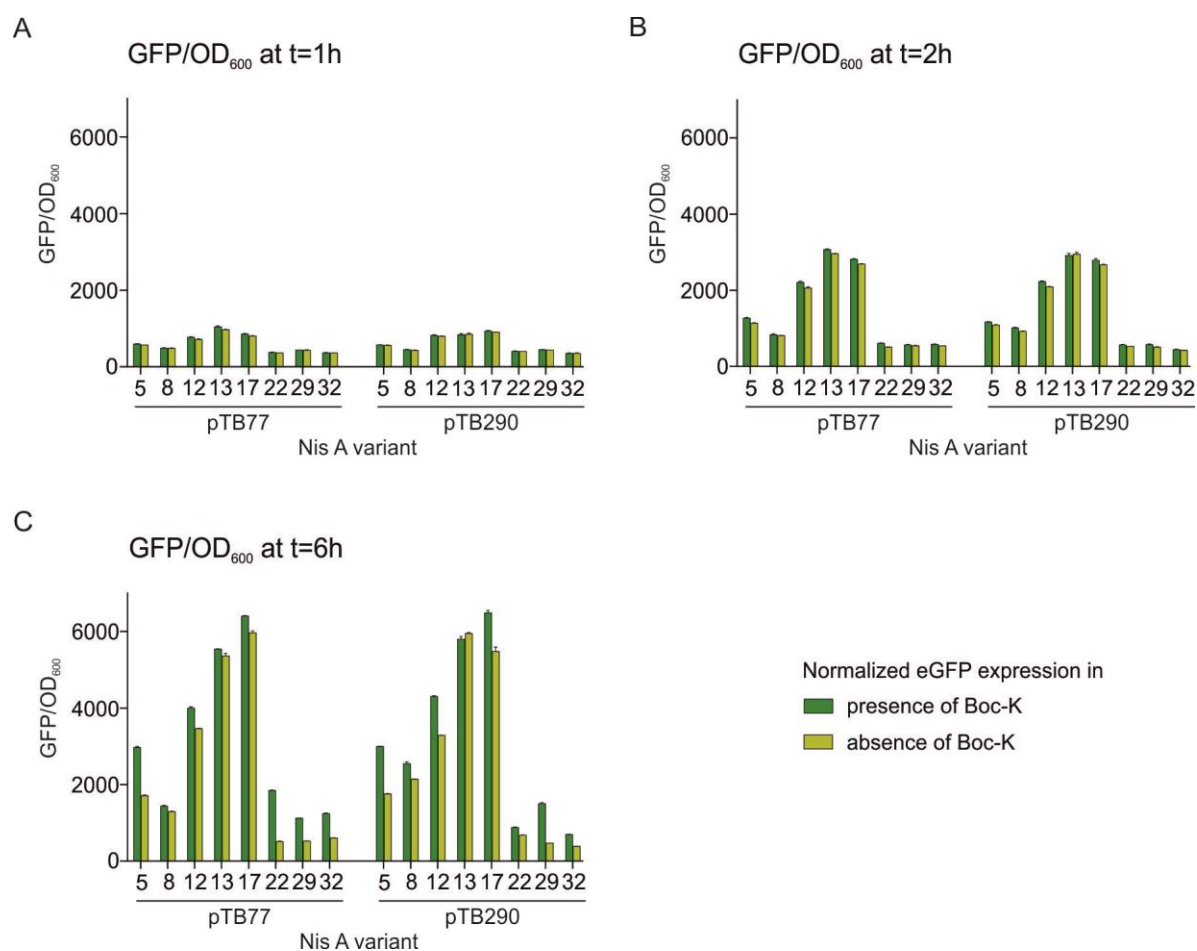 A
GFP/OD600 at t=1h
6000
4000
2000
0
GFP/OD600
5 8 12 13 17 22 29 32 5 8 12 13 17 22 29 32
pTB77 pTB290
Nis A variant
B
GFP/OD600 at t=2h
6000
4000
2000
0
GFP/OD600
5 8 12 13 17 22 29 32 5 8 12 13 17 22 29 32
pTB77 pTB290
Nis A variant
C
GFP/OD600 at t=6h
6000
4000
2000
0
GFP/OD600
5 8 12 13 17 22 29 32 5 8 12 13 17 22 29 32
pTB77 pTB290
Nis A variant
Normalized eGFP expression in
presence of Boc-K
absence of Boc-K